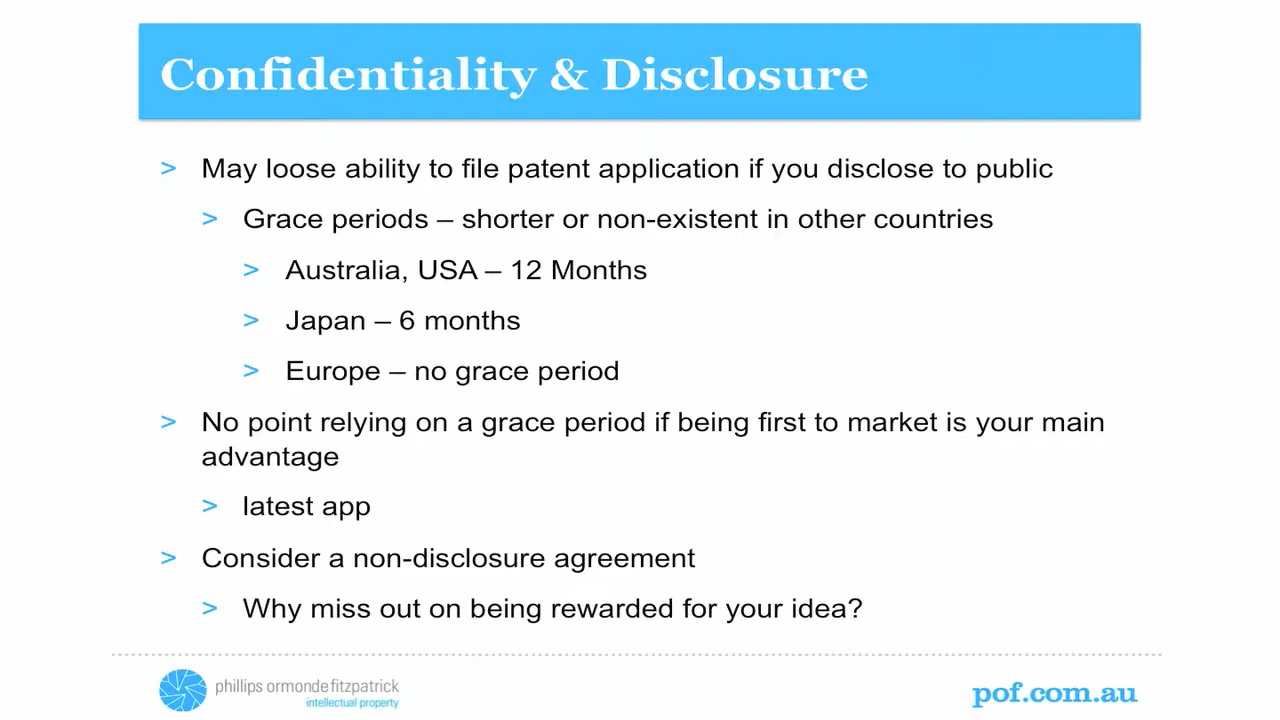 Confidentiality & Disclosure
> May loose ability to file patent application if you disclose to public
> Grace periods – shorter or non-existent in other countries
> Australia, USA – 12 Months
> Japan – 6 months
> Europe – no grace period
> No point relying on a grace period if being first to market is your main
advantage
> latest app
> Consider a non-disclosure agreement
> Why miss out on being rewarded for your idea?
phillips ormonde fitzpatrick
intellectual property
pof.com.au